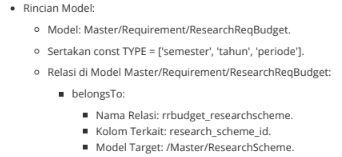 Rincian Model:
Model: Master/Requirement/ResearchReqBudget.
Sertakan const TYPE = ['semester', 'tahun', 'periode'].
Relasi di Model Master/Requirement/ResearchReqBudget:
belongsTo:
Nama Relasi: rrbudget_researchscheme.
Kolom Terkait: research_scheme_id.
Model Target: /Master/ResearchScheme.